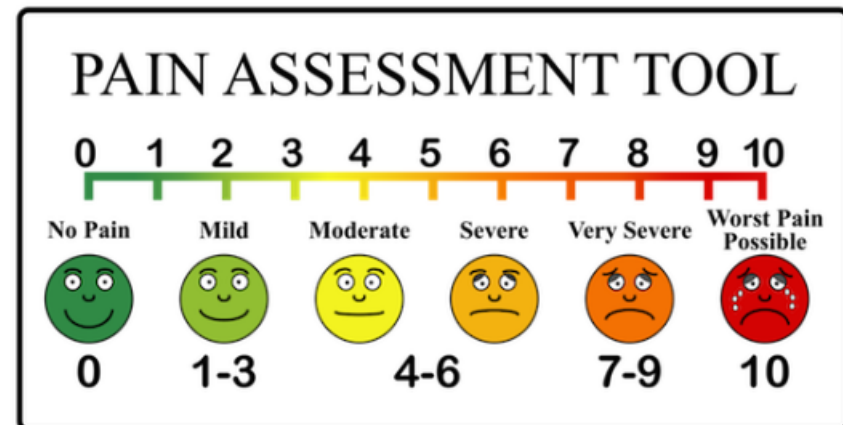 PAIN ASSESSMENT TOOL
0 1 2 3 4 5 6 7 8 9 10
No Pain Mild Moderate Severe Very Severe Worst Pain
Possible
0 1-3 4-6 7-9 10